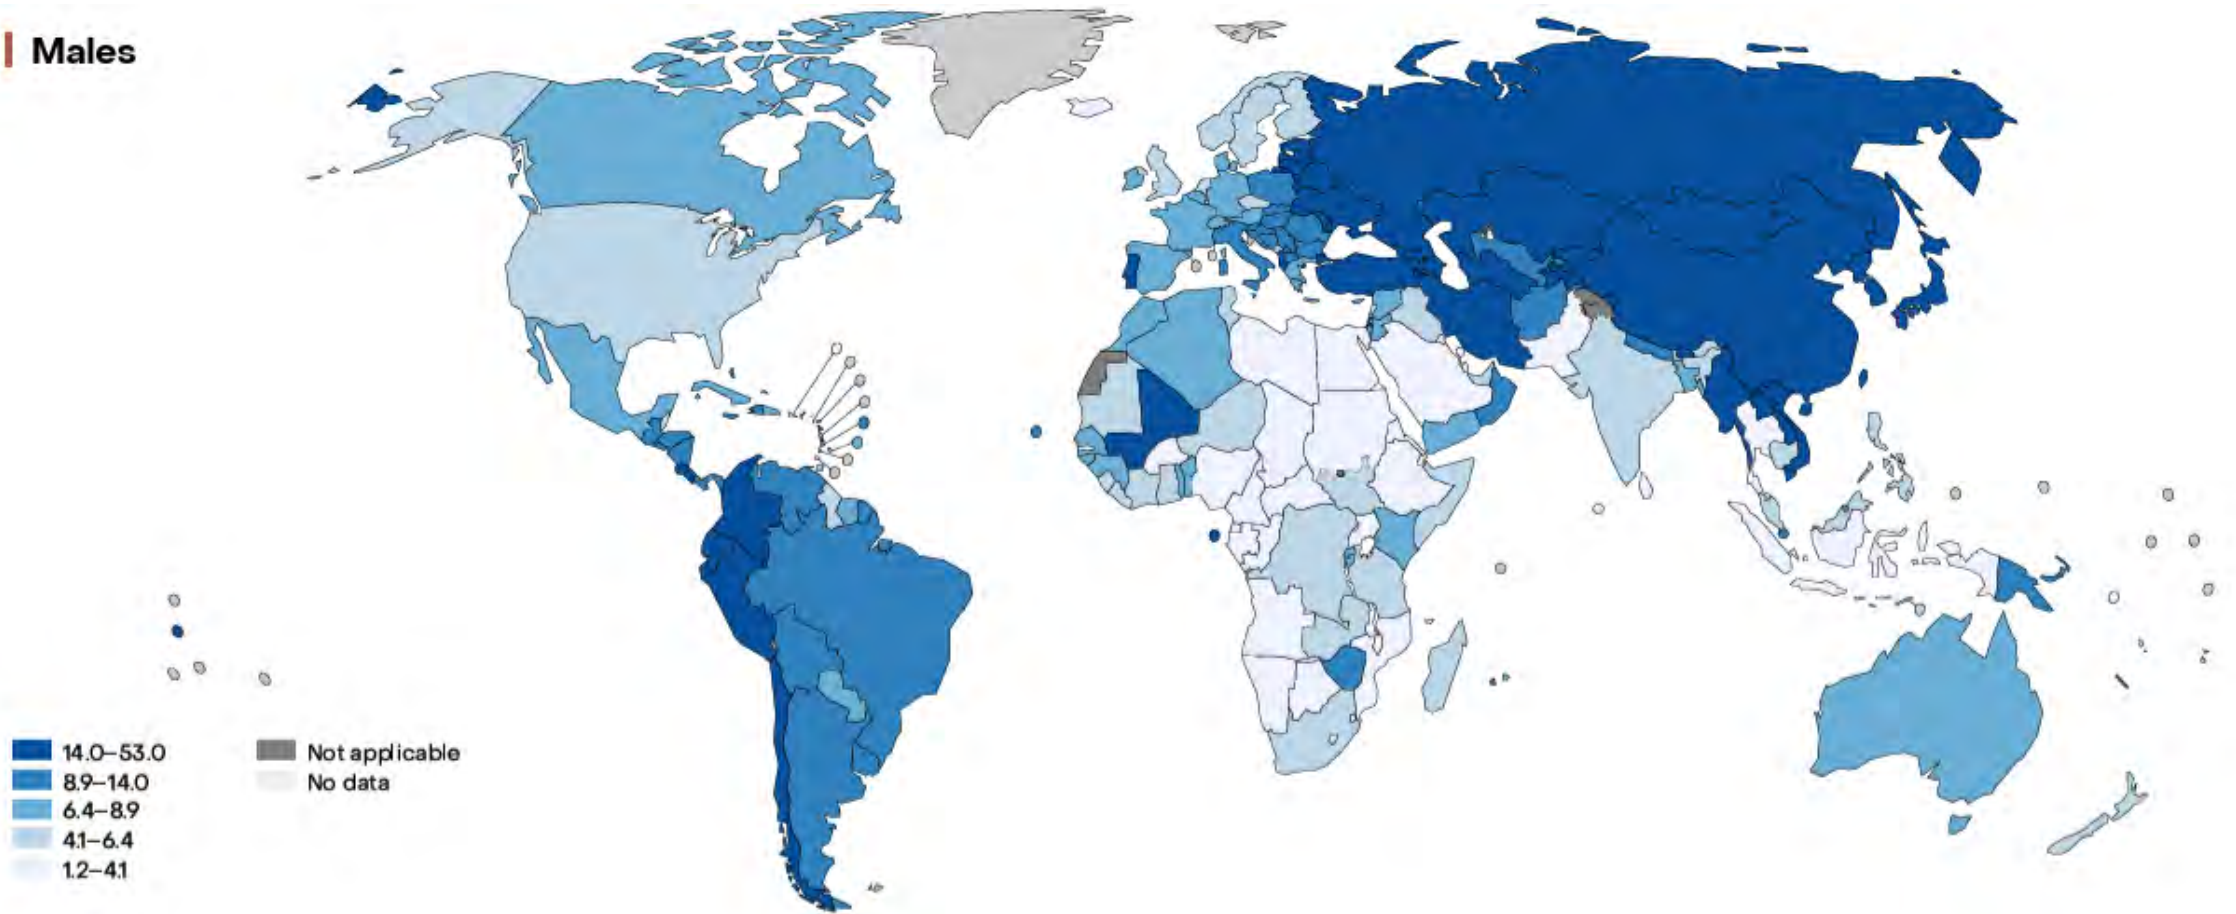 Males
14.0–53.0
8.9–14.0
6.4–8.9
4.1–6.4
1.2–4.1
Not applicable
No data